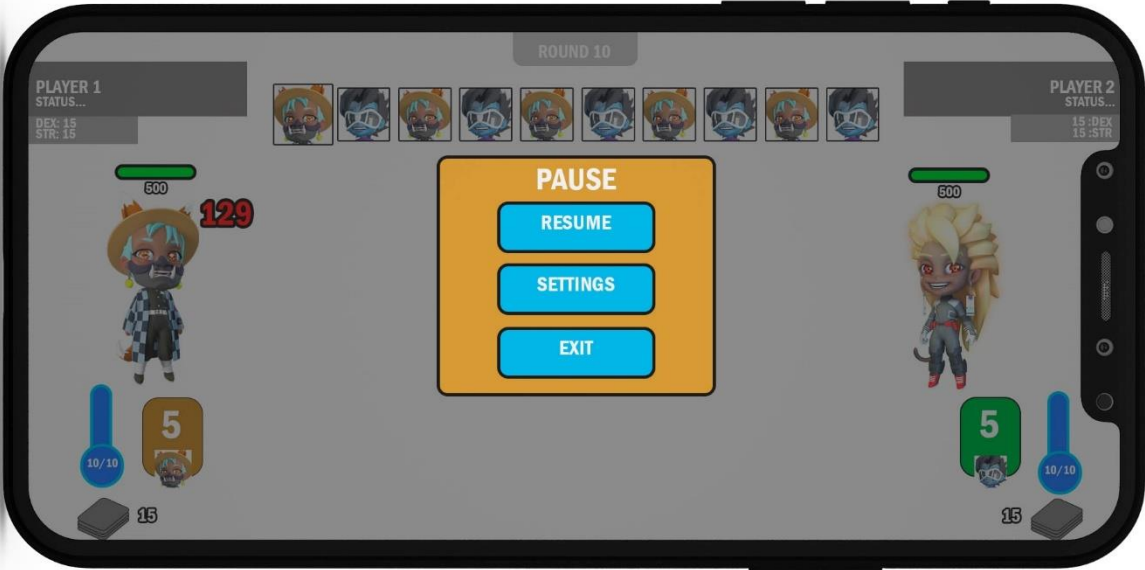 ROUND 10
PLAYER 1
STATUS...
DEX: 15
STR: 15
PLAYER 2
STATUS...
15 :DEX
15 :STR
500
129
500
PAUSE
RESUME
SETTINGS
EXIT
10/10
5
15
5
10/10
15